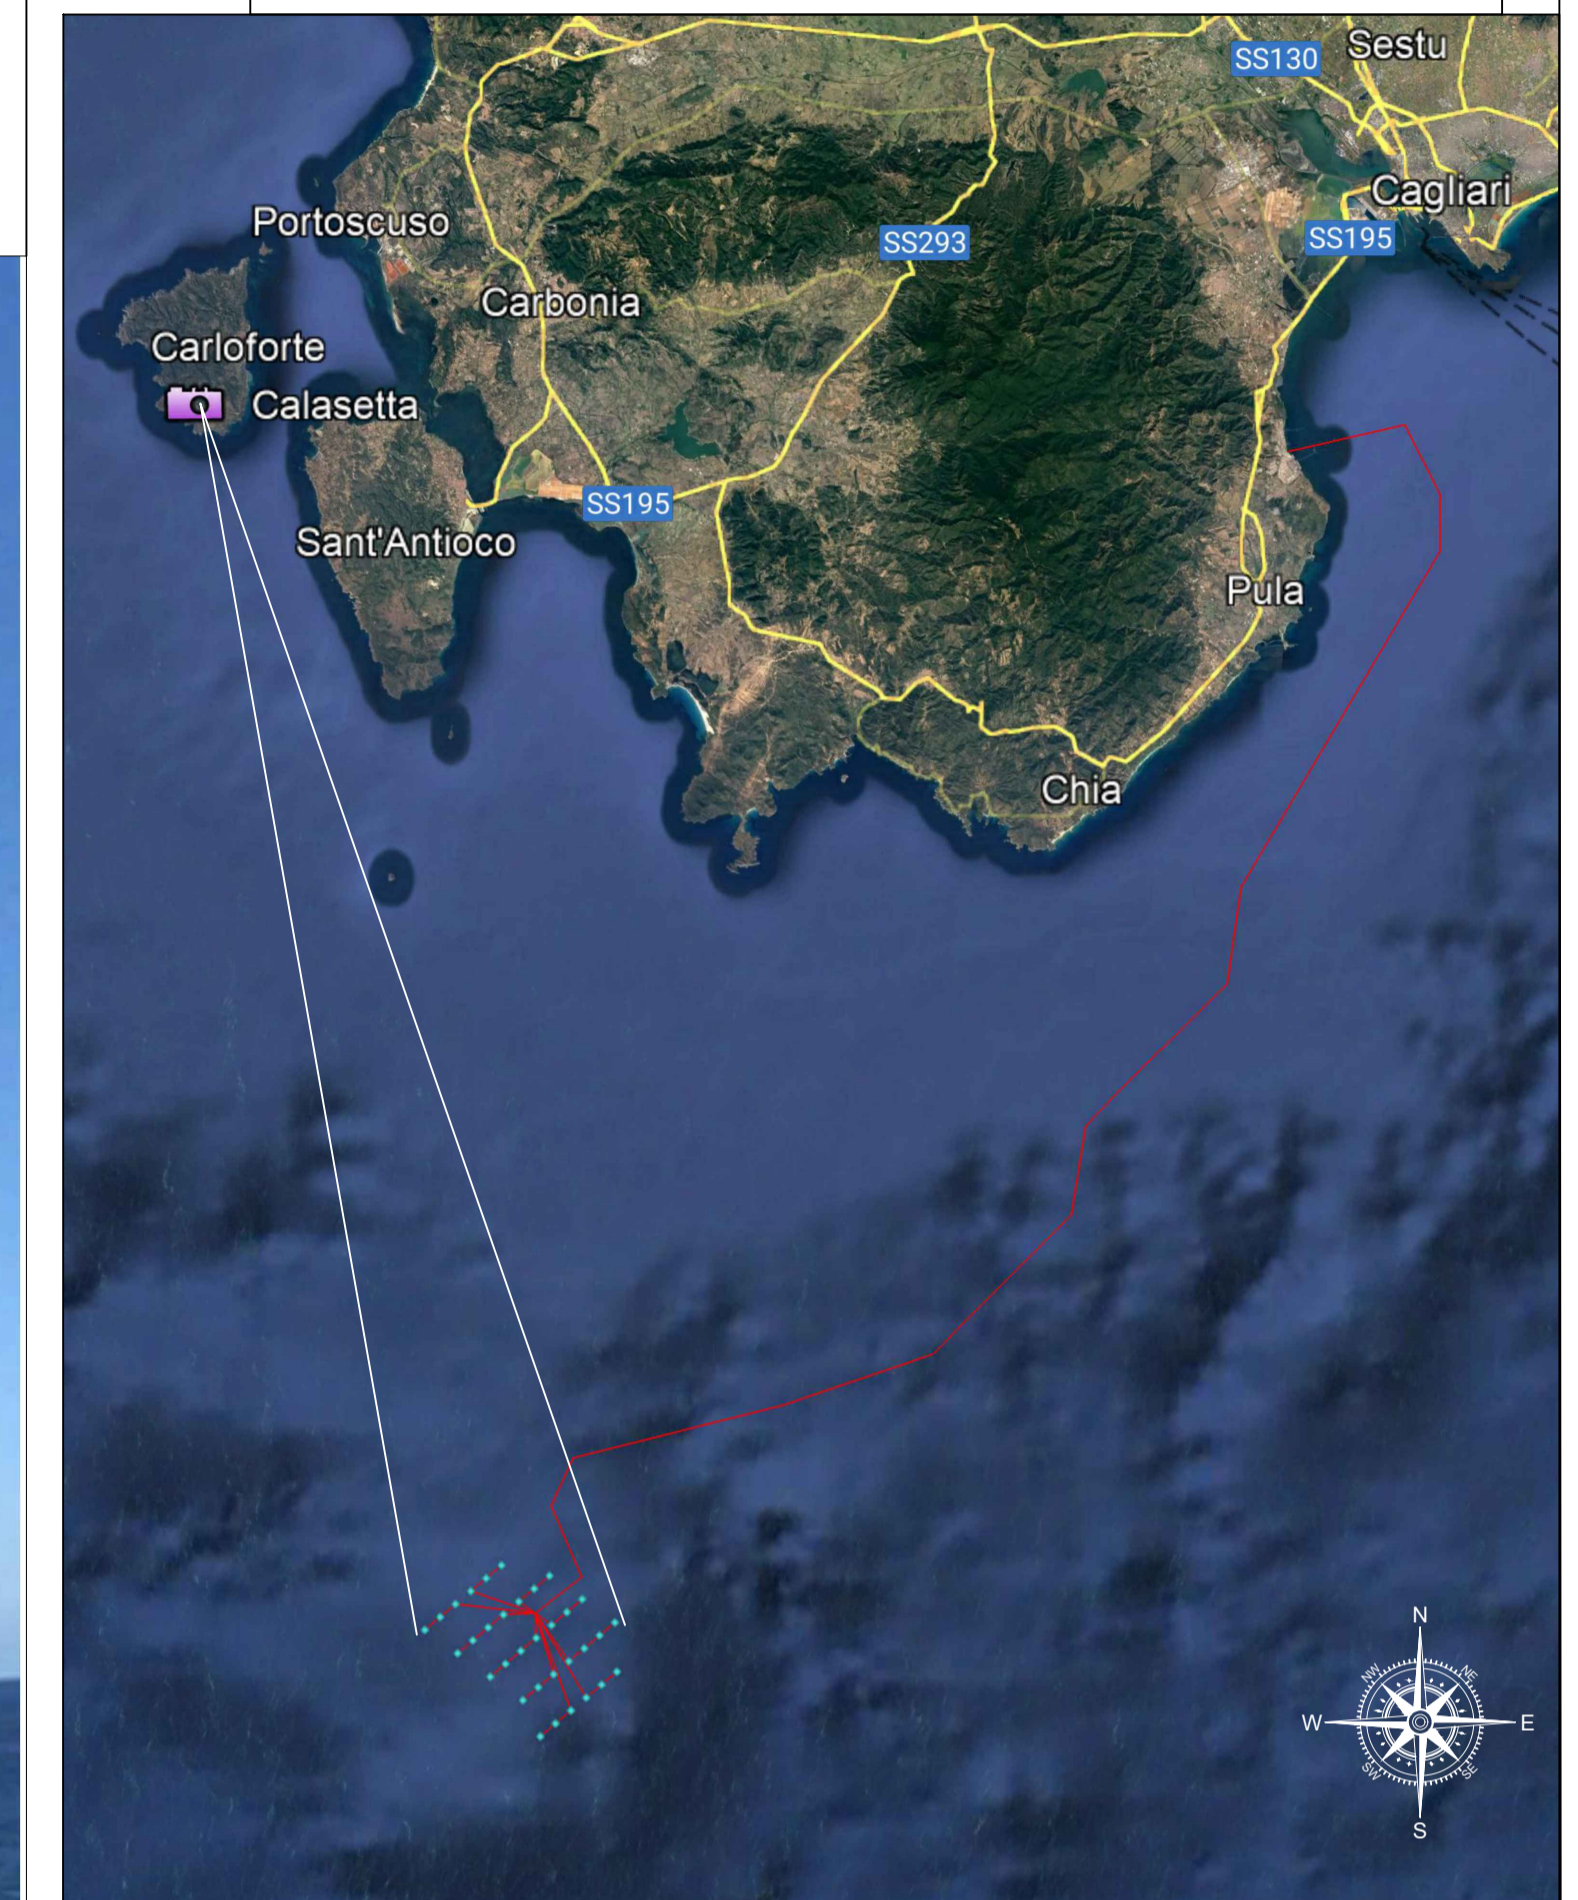 SS130
Sestu
Cagliari
Portoscuso
SS293
SS195
Carbonia
Carloforte
Calasetta
SS195
Sant'Antioco
Pula
Chia
N
NW
NE
W
E
SW
SE
S